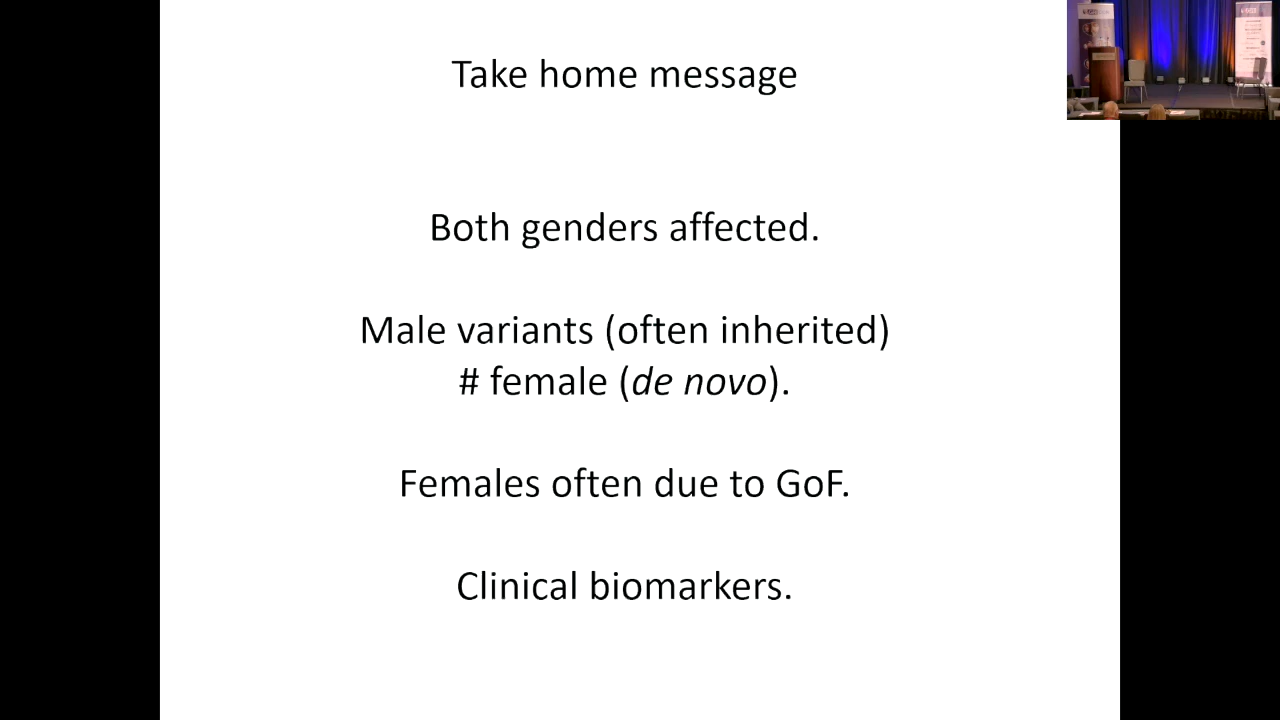 Take home message
Both genders affected.
Male variants (often inherited)
# female (de novo).
Females often due to GoF.
Clinical biomarkers.